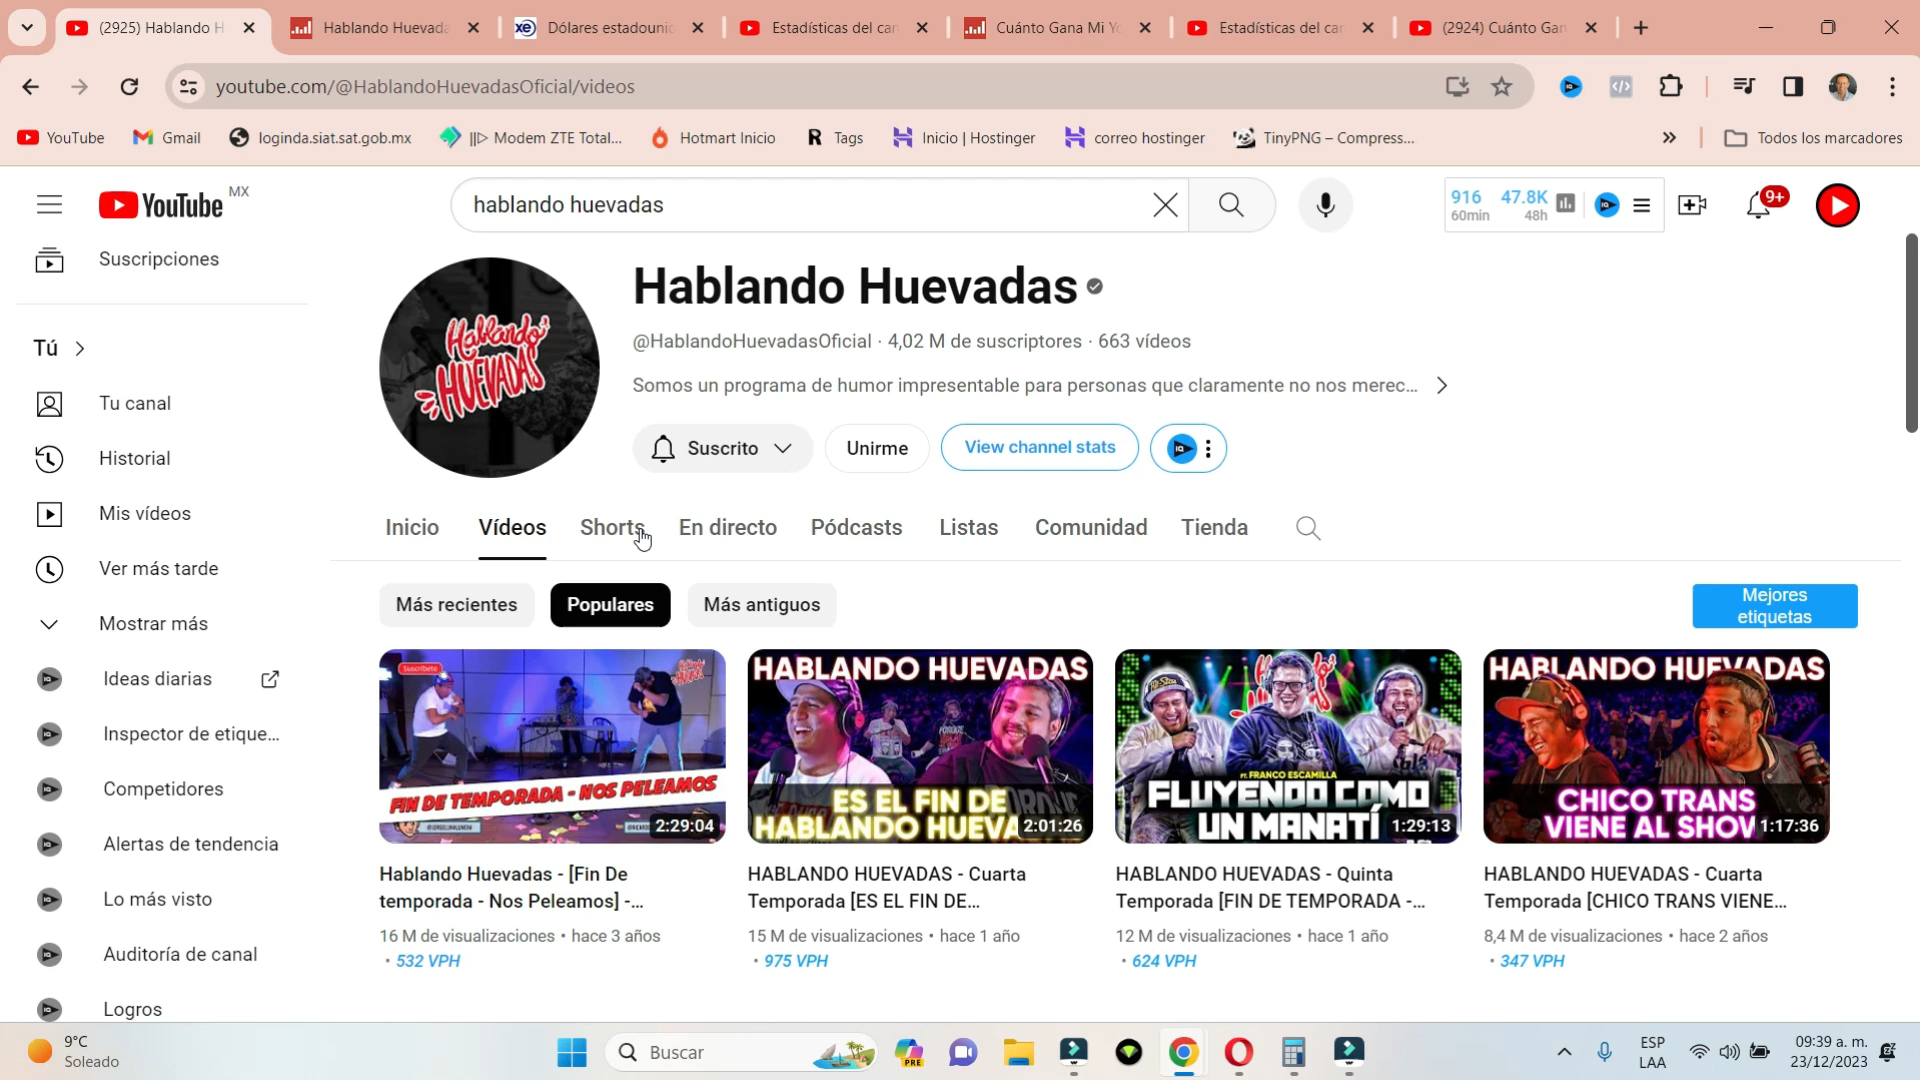 (2925) Hablando H
Hablando Huevada
Dólares estadouni
Estadísticas del can
Cuánto Gana Mi Yo
Estadísticas del car
(2924) Cuánto Gan
youtube.com/@HablandoHuevadasOficial/videos
YouTube
Gmail
loginda.siat.sat.gob.mx
||▷ Modem ZTE Total...
Hotmart Inicio
Tags
Inicio | Hostinger
correo hostinger
TinyPNG – Compress...
»
Todos los marcadores
YouTube MX
hablando huevadas
916 60min
47.8K 48h
9+
Suscripciones
Tú
Tu canal
Historial
Mis vídeos
Ver más tarde
Mostrar más
Ideas diarias
Inspector de etique...
Competidores
Alertas de tendencia
Lo más visto
Auditoría de canal
Logros
Hablando HUEVADAS
Hablando Huevadas
@HablandoHuevadasOficial · 4,02 M de suscriptores · 663 vídeos
Somos un programa de humor impresentable para personas que claramente no nos merec...
Suscrito
Unirme
View channel stats
Inicio
Vídeos
Shorts
En directo
Pódcasts
Listas
Comunidad
Tienda
Más recientes
Populares
Más antiguos
Mejores
etiquetas
Suscríbete
FIN DE TEMPORADA - NOS PELEAMOS
2:29:04
Hablando Huevadas - [Fin De
temporada - Nos Peleamos] -...
16 M de visualizaciones • hace 3 años
• 532 VPH
HABLANDO HUEVADAS
ES EL FIN DE
HABLANDO HUEVA
2:01:26
HABLANDO HUEVADAS - Cuarta
Temporada [ES EL FIN DE...
15 M de visualizaciones • hace 1 año
• 975 VPH
FT. FRANCO ESCAMILLA
FLUYENDO COMO
UN MANATÍ
1:29:13
HABLANDO HUEVADAS - Quinta
Temporada [FIN DE TEMPORADA -...
12 M de visualizaciones • hace 1 año
• 624 VPH
HABLANDO HUEVADAS
CHICO TRANS
VIENE AL SHOW
1:17:36
HABLANDO HUEVADAS - Cuarta
Temporada [CHICO TRANS VIENE...
8,4 M de visualizaciones • hace 2 años
• 347 VPH
9°C
Soleado
Buscar
PRE
ESP
LAA
09:39 a. m.
23/12/2023